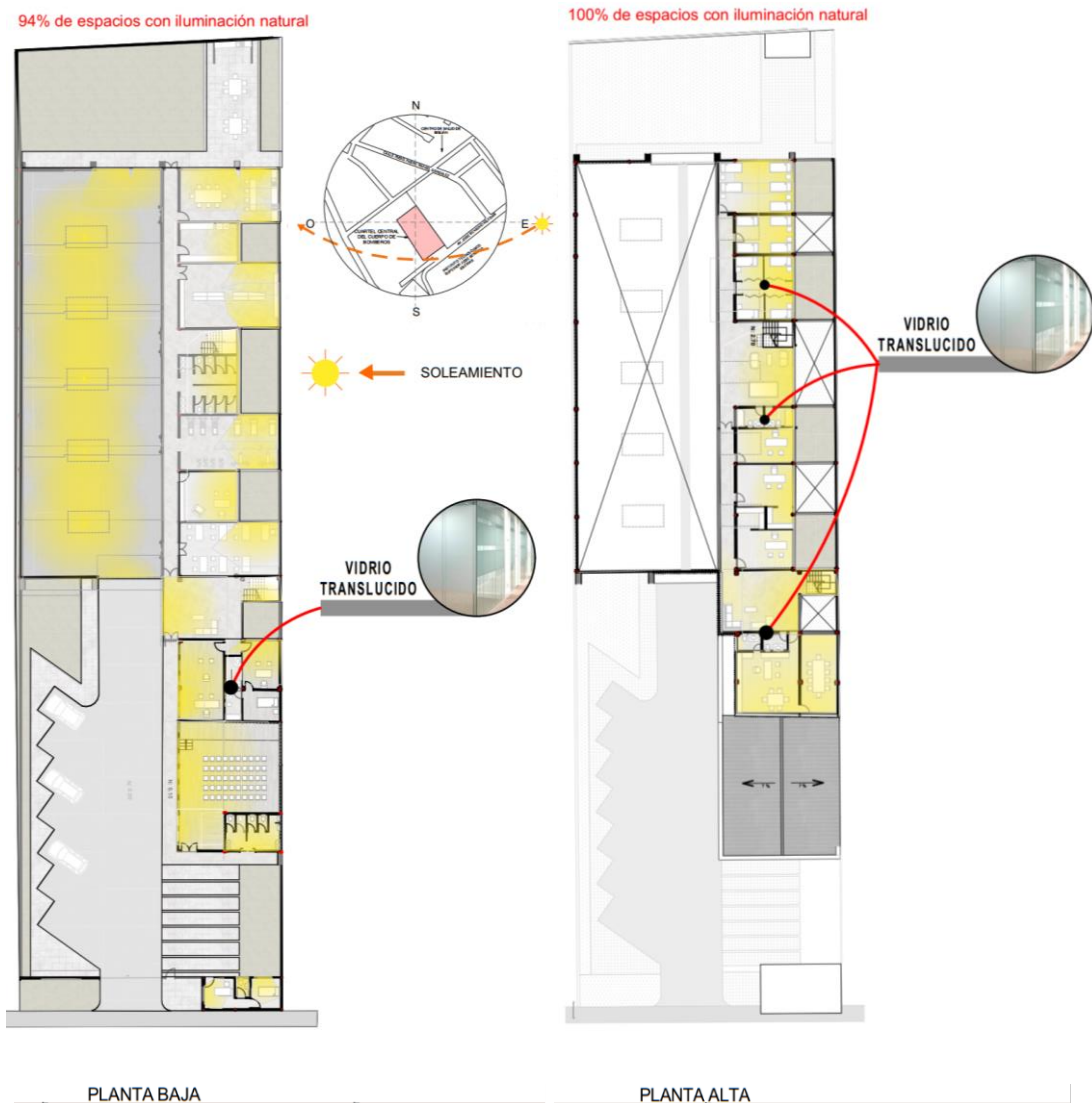 94% de espacios con iluminación natural
100% de espacios con iluminación natural
N
CUARTEL CENTRAL
DEL CUERPO DE
BOMBEROS
O
E
S
SOLEAMIENTO
VIDRIO
TRANSLUCIDO
VIDRIO
TRANSLUCIDO
PLANTA BAJA
PLANTA ALTA